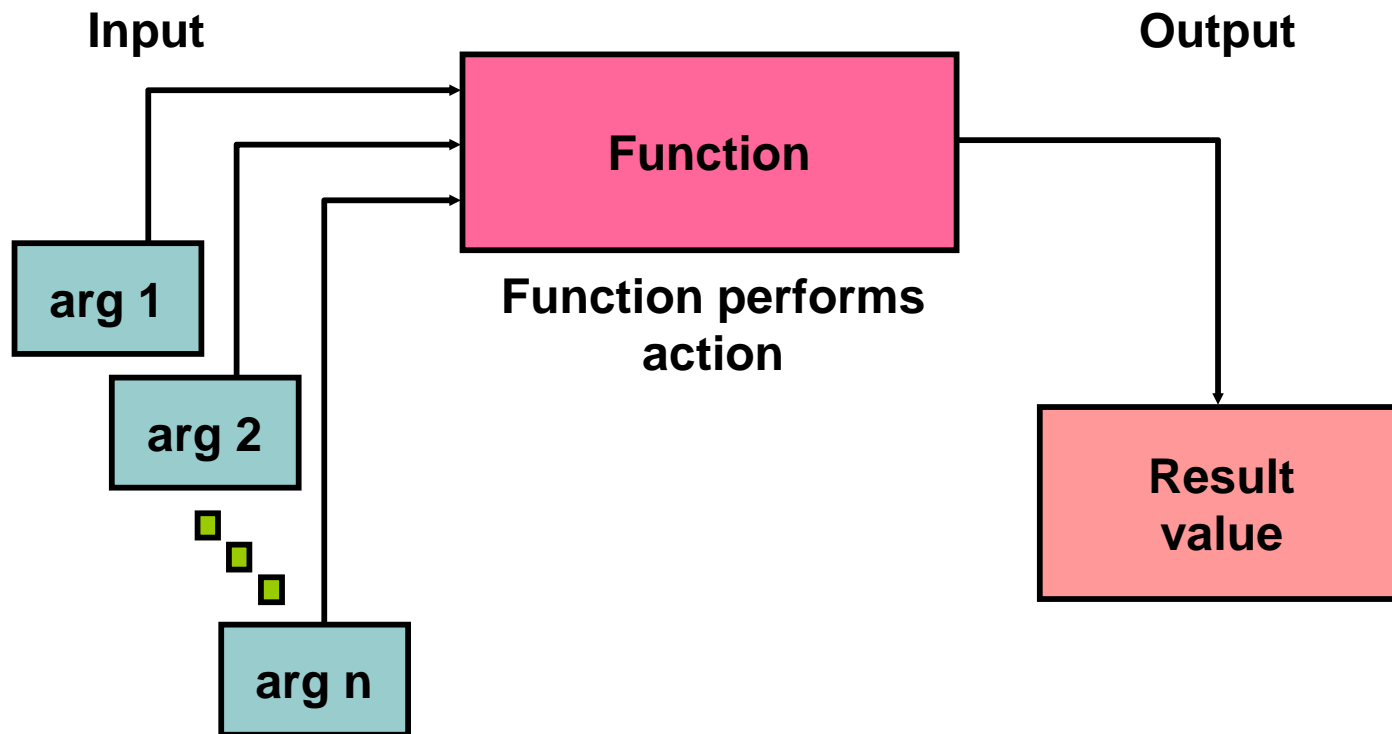 Input
Output
Function
arg 1
Function performs
action
arg 2
Result
value
arg n